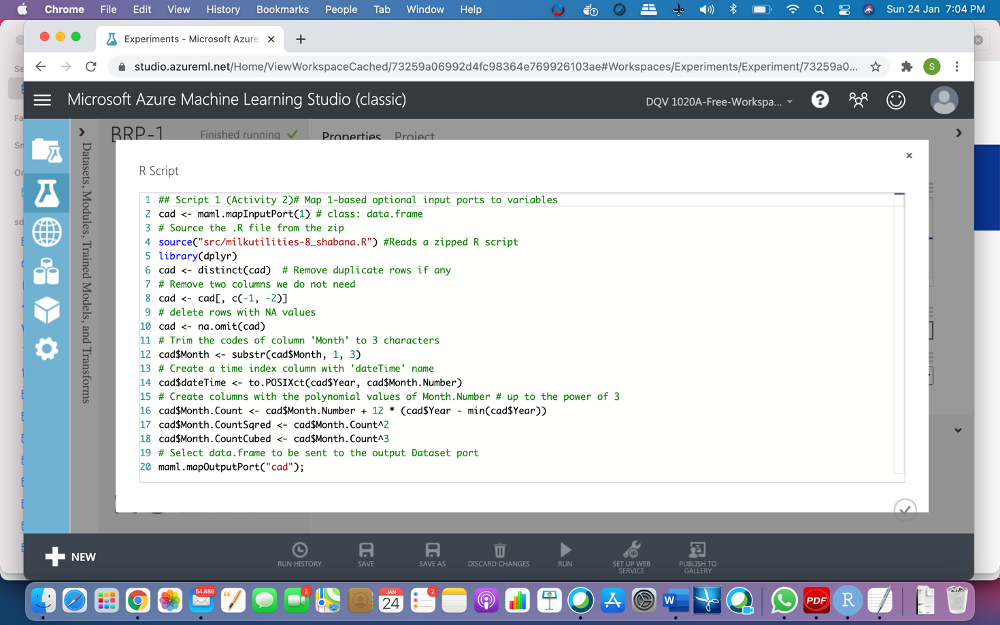 Chrome File Edit View History Bookmarks People Tab Window Help Sun 24 Jan 7:04 PM
Experiments - Microsoft Azure
studio.azureml.net/Home/ViewWorkspaceCached/73259a06992d4fc98364e769926103ae#Workspaces/Experiments/Experiment/73259a0...
S
Microsoft Azure Machine Learning Studio (classic)
DQV 1020A-Free-Workspa...
BRP-1
Finished running
Properties Project
Datasets, Modules, Trained Models, and Transforms
R Script
1 ## Script 1 (Activity 2)# Map 1-based optional input ports to variables
2 cad <- maml.mapInputPort(1) # class: data.frame
3 # Source the .R file from the zip
4 source("src/milkutilities-8_shabana.R") #Reads a zipped R script
5 library(dplyr)
6 cad <- distinct(cad)  # Remove duplicate rows if any
7 # Remove two columns we do not need
8 cad <- cad[, c(-1, -2)]
9 # delete rows with NA values
10 cad <- na.omit(cad)
11 # Trim the codes of column 'Month' to 3 characters
12 cad$Month <- substr(cad$Month, 1, 3)
13 # Create a time index column with 'dateTime' name
14 cad$dateTime <- to.POSIXct(cad$Year, cad$Month.Number)
15 # Create columns with the polynomial values of Month.Number # up to the power of 3
16 cad$Month.Count <- cad$Month.Number + 12 * (cad$Year - min(cad$Year))
17 cad$Month.CountSqred <- cad$Month.Count^2
18 cad$Month.CountCubed <- cad$Month.Count^3
19 # Select data.frame to be sent to the output Dataset port
20 maml.mapOutputPort("cad");
NEW
RUN HISTORY
SAVE
SAVE AS
DISCARD CHANGES
RUN
SET UP WEB
SERVICE
PUBLISH TO
GALLERY
54,886
2
JAN
24
2
W
PDF
R